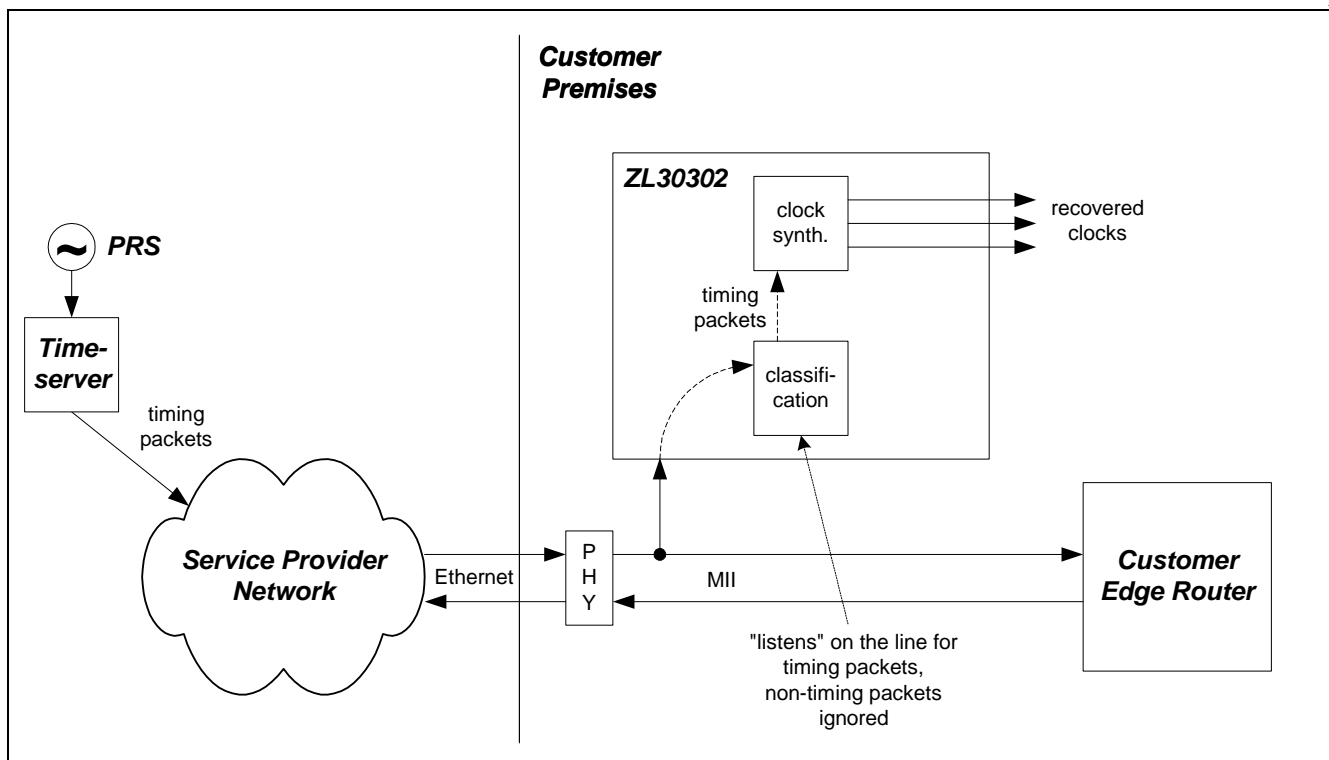 Customer
Premises
ZL30302
clock
synth.
recovered
clocks
~
PRS
timing
packets
Time-
server
classifi-
cation
timing
packets
Service Provider
Network
Ethernet
P
H
Y
MII
Customer
Edge Router
"listens" on the line for
timing packets,
non-timing packets
ignored